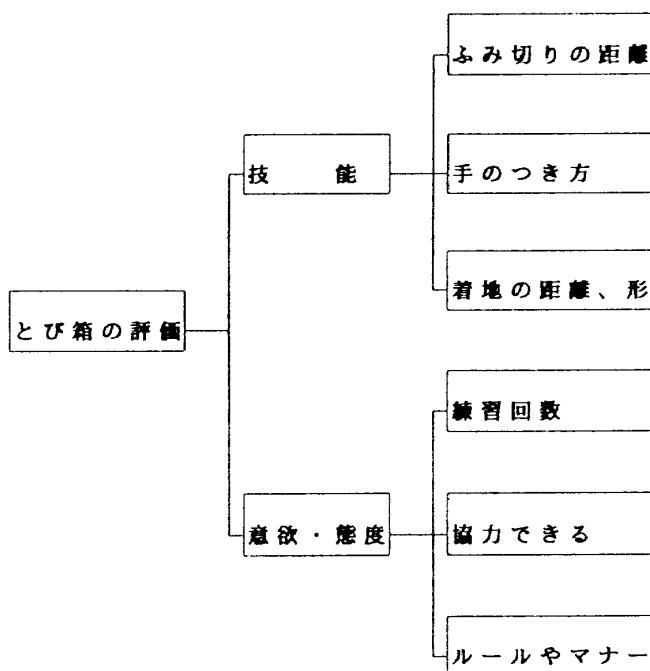 ふみ切りの距離
技　　能
手のつき方
着地の距離、形
とび箱の評価
練習回数
意欲・態度
協力できる
ルールやマナー